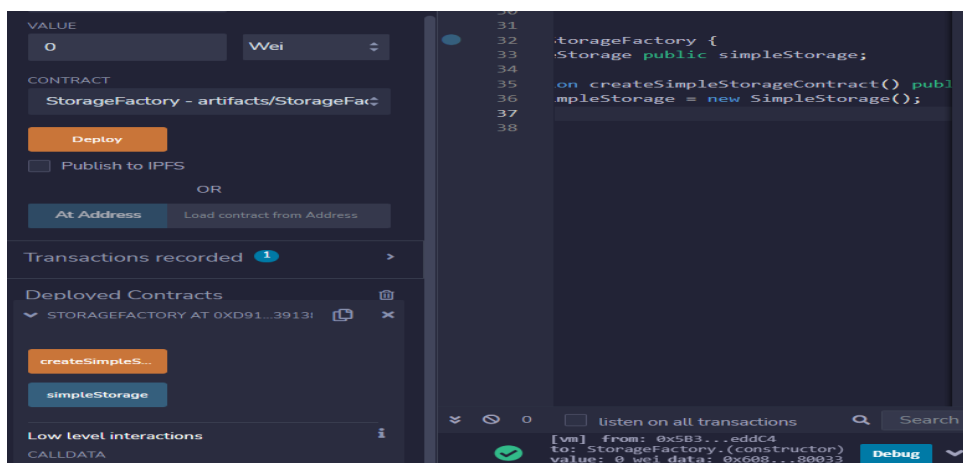 VALUE
0
Wei
CONTRACT
StorageFactory - artifacts/StorageFac
Deploy
Publish to IPFS
OR
At Address
Load contract from Address
Transactions recorded 1 >
Deployed Contracts
STORAGEFACTORY AT 0XD91...3913
createSimpleS...
simpleStorage
Low level interactions
i
CALLDATA
31
32 torageFactory {
33 Storage public simpleStorage;
34
35 on createSimpleStorageContract() publ
36 mpleStorage = new SimpleStorage();
37
38
0
listen on all transactions
Search
[vm] from: 0x5B3...eddC4
to: StorageFactory.(constructor)
value: 0 wei data: 0x608...80033
Debug